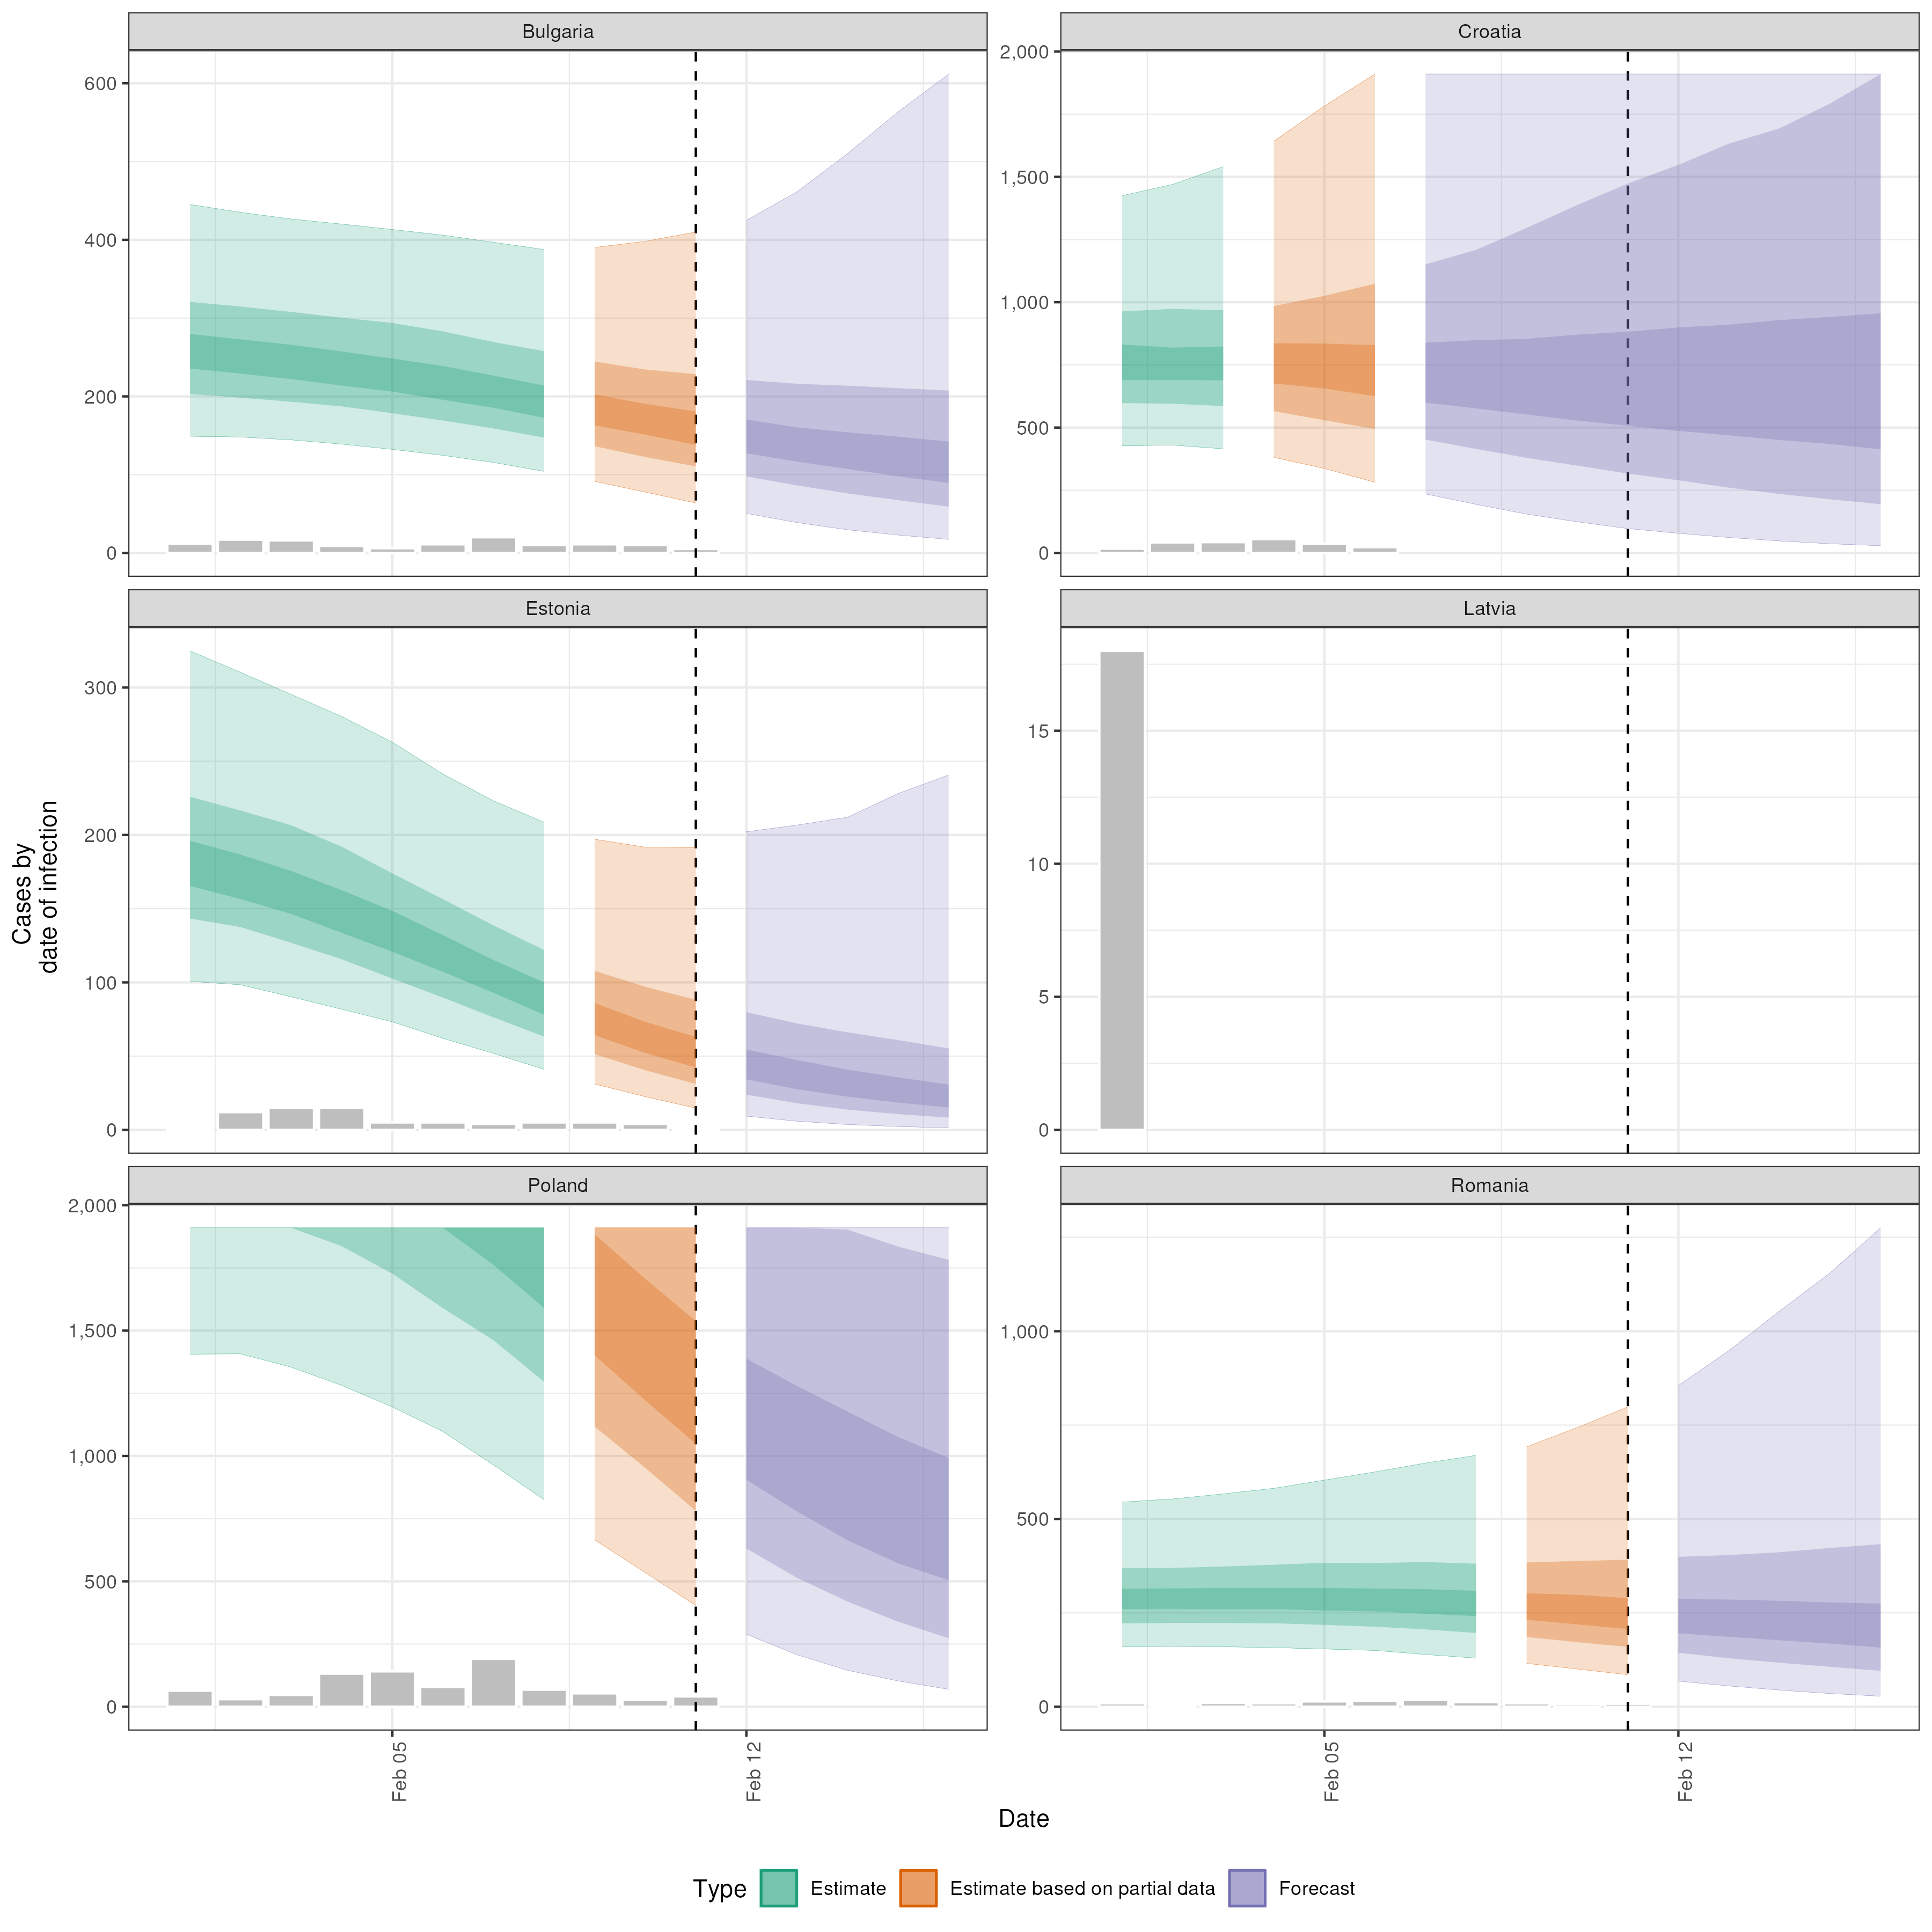 Bulgaria
Croatia
600
400
200
0
2,000
1,500
1,000
500
0
Estonia
Latvia
300
200
100
0
15
10
5
0
Poland
Romania
2,000
1,500
1,000
500
0
1,000
500
0
Cases by
date of infection
Feb 05
Feb 12
Feb 05
Feb 12
Date
Type
Estimate
Estimate based on partial data
Forecast